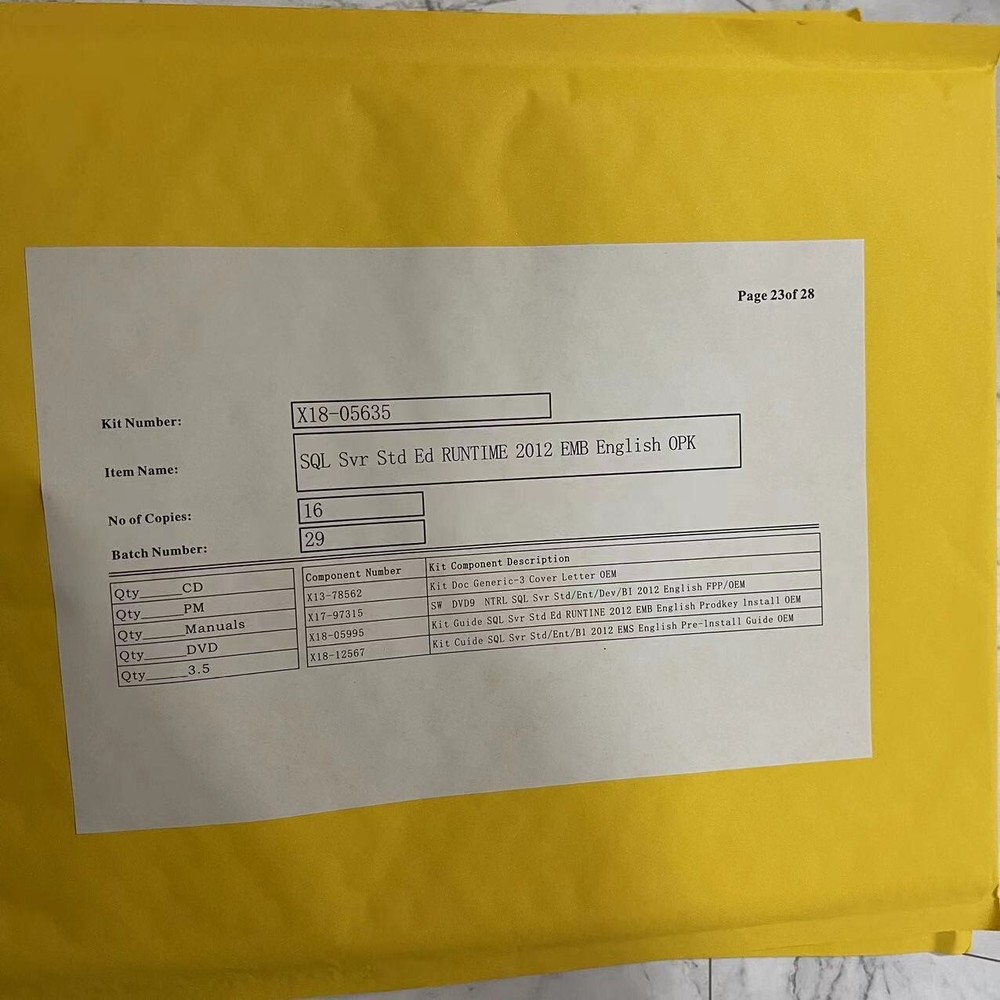 Page 23of 28
Kit Number: X18-05635
Item Name: SQL Svr Std Ed RUNTIME 2012 EMB English OPK
No of Copies: 16
Batch Number: 29
Qty_____CD
Qty_____PM
Qty_____Manuals
Qty_____DVD
Qty_____3.5
Component Number Kit Component Description
X13-78562 Kit Doc Generic-3 Cover Letter OEM
X17-97315 SW DVD9 NTRL SQL Svr Std/Ent/Dev/BI 2012 English FPP/OEM
X18-05995 Kit Guide SQL Svr Std Ed RUNTINE 2012 EMB English Prodkey Install OEM
X18-12567 Kit Cuide SQL Svr Std/Ent/B1 2012 EMS English Pre-lnstall Guide OEM